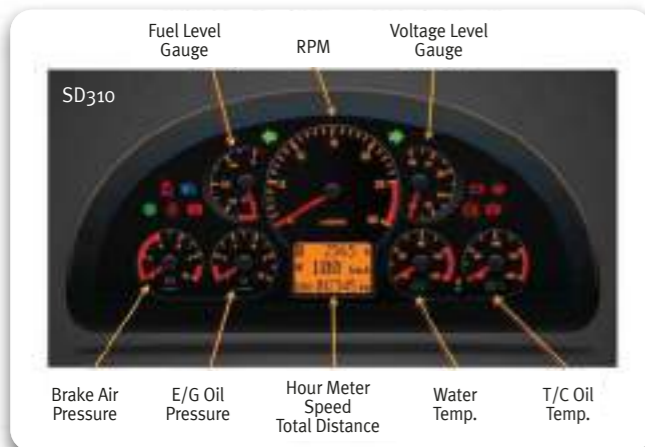 Fuel Level
Gauge
RPM
Voltage Level
Gauge
SD310
Brake Air
Pressure
E/G Oil
Pressure
Hour Meter
Speed
Total Distance
Water
Temp.
T/C Oil
Temp.